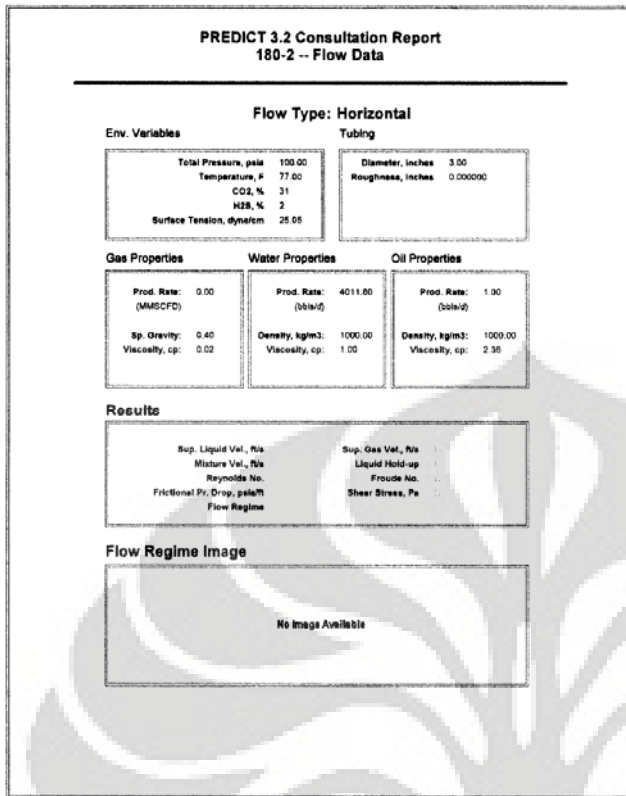 PREDICT 3.2 Consultation Report
180-2 -- Flow Data
Flow Type: Horizontal
Env. Variables
Total Pressure, psia 100.00
Temperature, F 77.00
CO2, % 31
H2S, % 2
Surface Tension, dyne/cm 25.05
Tubing
Diameter, inches 3.00
Roughness, inches 0.000000
Gas Properties
Prod. Rate: 0.00
(MMSCFD)
Sp. Gravity: 0.40
Viscosity, cp: 0.02
Water Properties
Prod. Rate: 4011.60
(bbls/d)
Density, kg/m3: 1000.00
Viscosity, cp: 1.00
Oil Properties
Prod. Rate: 1.00
(bbls/d)
Density, kg/m3: 1000.00
Viscosity, cp: 2.36
Results
Sup. Liquid Vel., ft/s
Mixture Vel., ft/s
Reynolds No.
Frictional Pr. Drop, psia/ft
Flow Regime
Sup. Gas Vel., ft/s
Liquid Hold-up
Froude No.
Shear Stress, Pa
Flow Regime Image
No Image Available